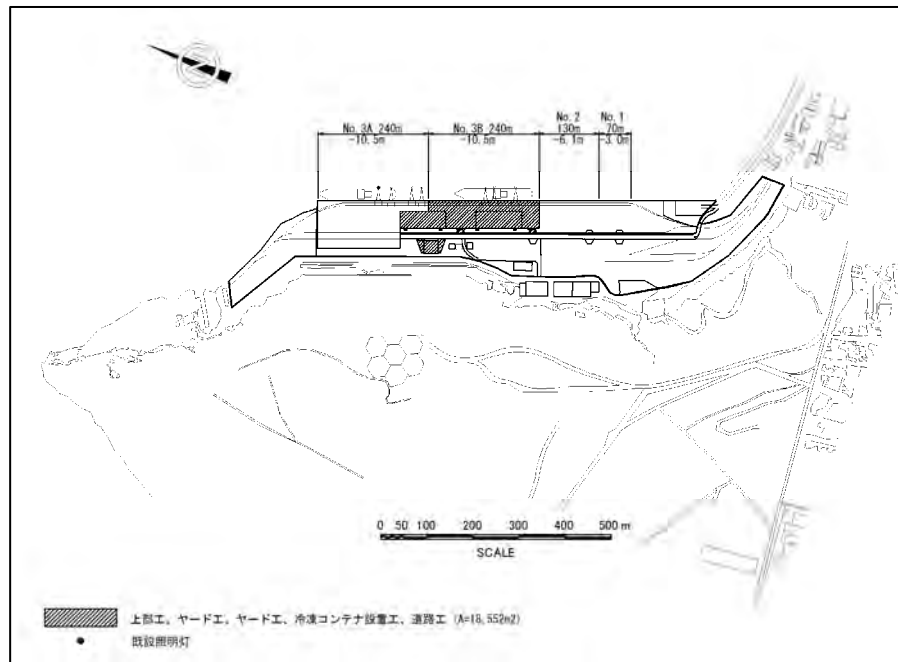 No. 3A 240m
-10.5m
No. 3B 240m
-10.5m
No. 2
130m
-6.1m
No. 1
70m
-3.0m
0 50 100 200 300 400 500 m
SCALE
上部工、ヤード工、ヤード工、冷凍コンテナ設置工、道路工 (A=18,552m2)
既設照明灯